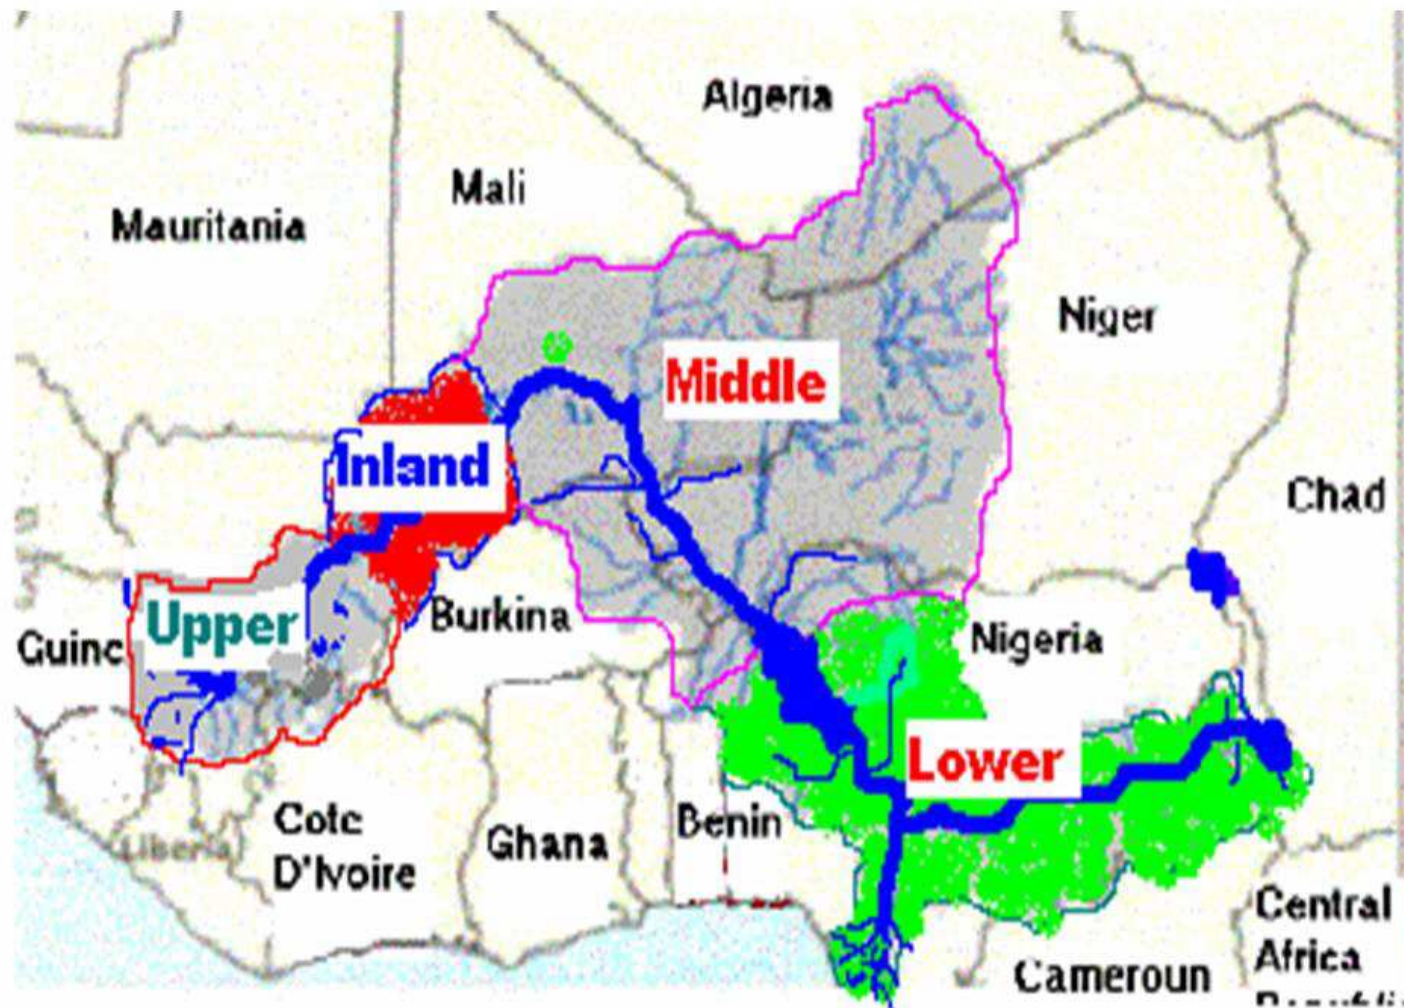 Algeria
Mali
Mauritania
Niger
Middle
Inland
Chad
Upper
Burkina
Guinc
Nigeria
Lower
Cote
D'Ivoire
Ghana
Benin
Liberia
Central
Africa
Cameroun